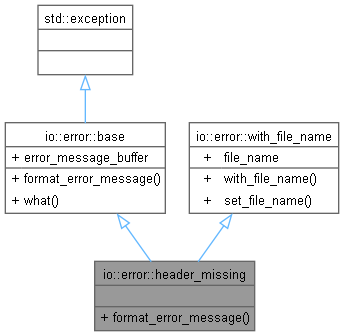 std::exception
io::error::base
+ error_message_buffer
+ format_error_message()
+ what()
io::error::with_file_name
+ file_name
+ with_file_name()
+ set_file_name()
io::error::header_missing
+ format_error_message()